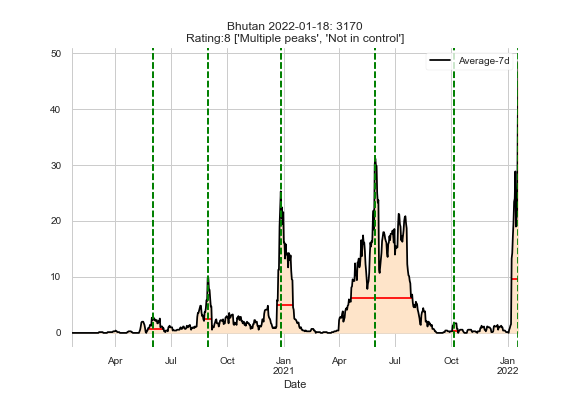 Bhutan 2022-01-18: 3170
Rating:8 ['Multiple peaks', 'Not in control']
Average-7d
50
40
30
20
10
0
Apr Jul Oct Jan Apr Jul Oct Jan
2021 2022
Date